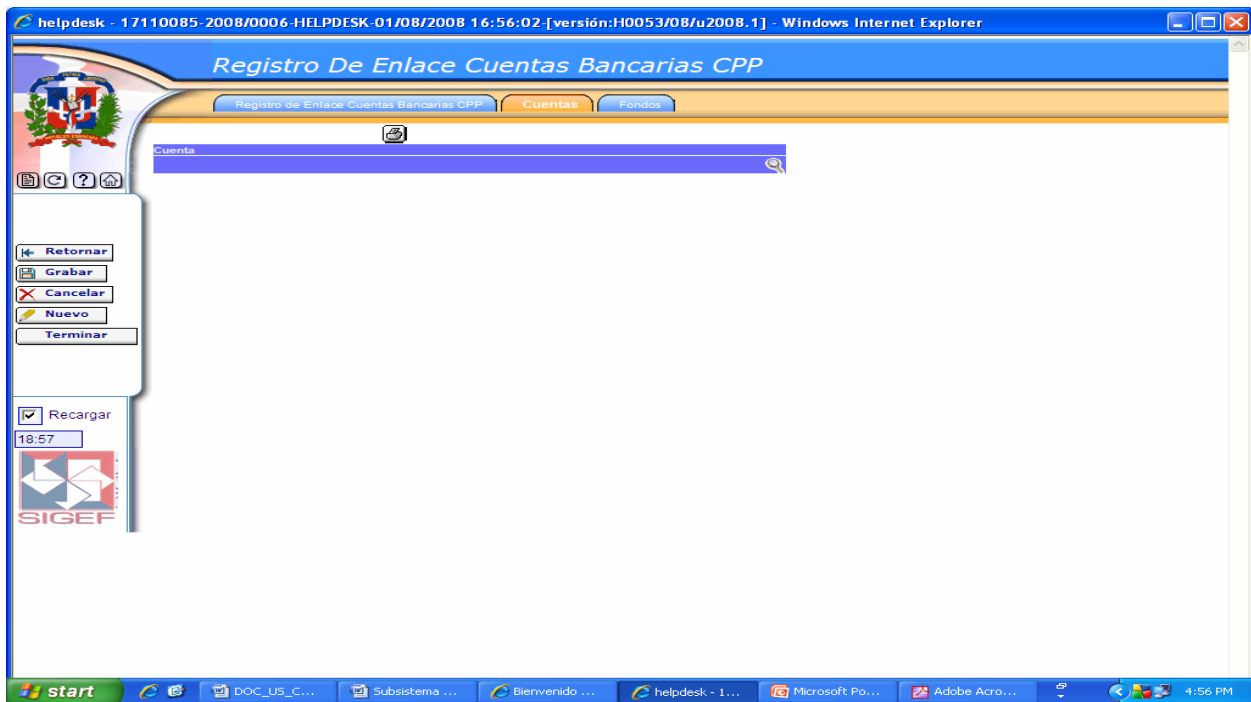 helpdesk - 17110085-2008/0006-HELPDESK-01/08/2008 16:56:02-[versión:H0053/08/u2008.1] - Windows Internet Explorer
Registro De Enlace Cuentas Bancarias CPP
Registro de Enlace Cuentas Bancarias CPP Cuentas Fondos
Cuenta
Retornar
Grabar
Cancelar
Nuevo
Terminar
Recargar
18:57
SIGEF
start DOC_US_C... Subsistema ... Bienvenido ... helpdesk - 1... Microsoft Po... Adobe Acro... 4:56 PM